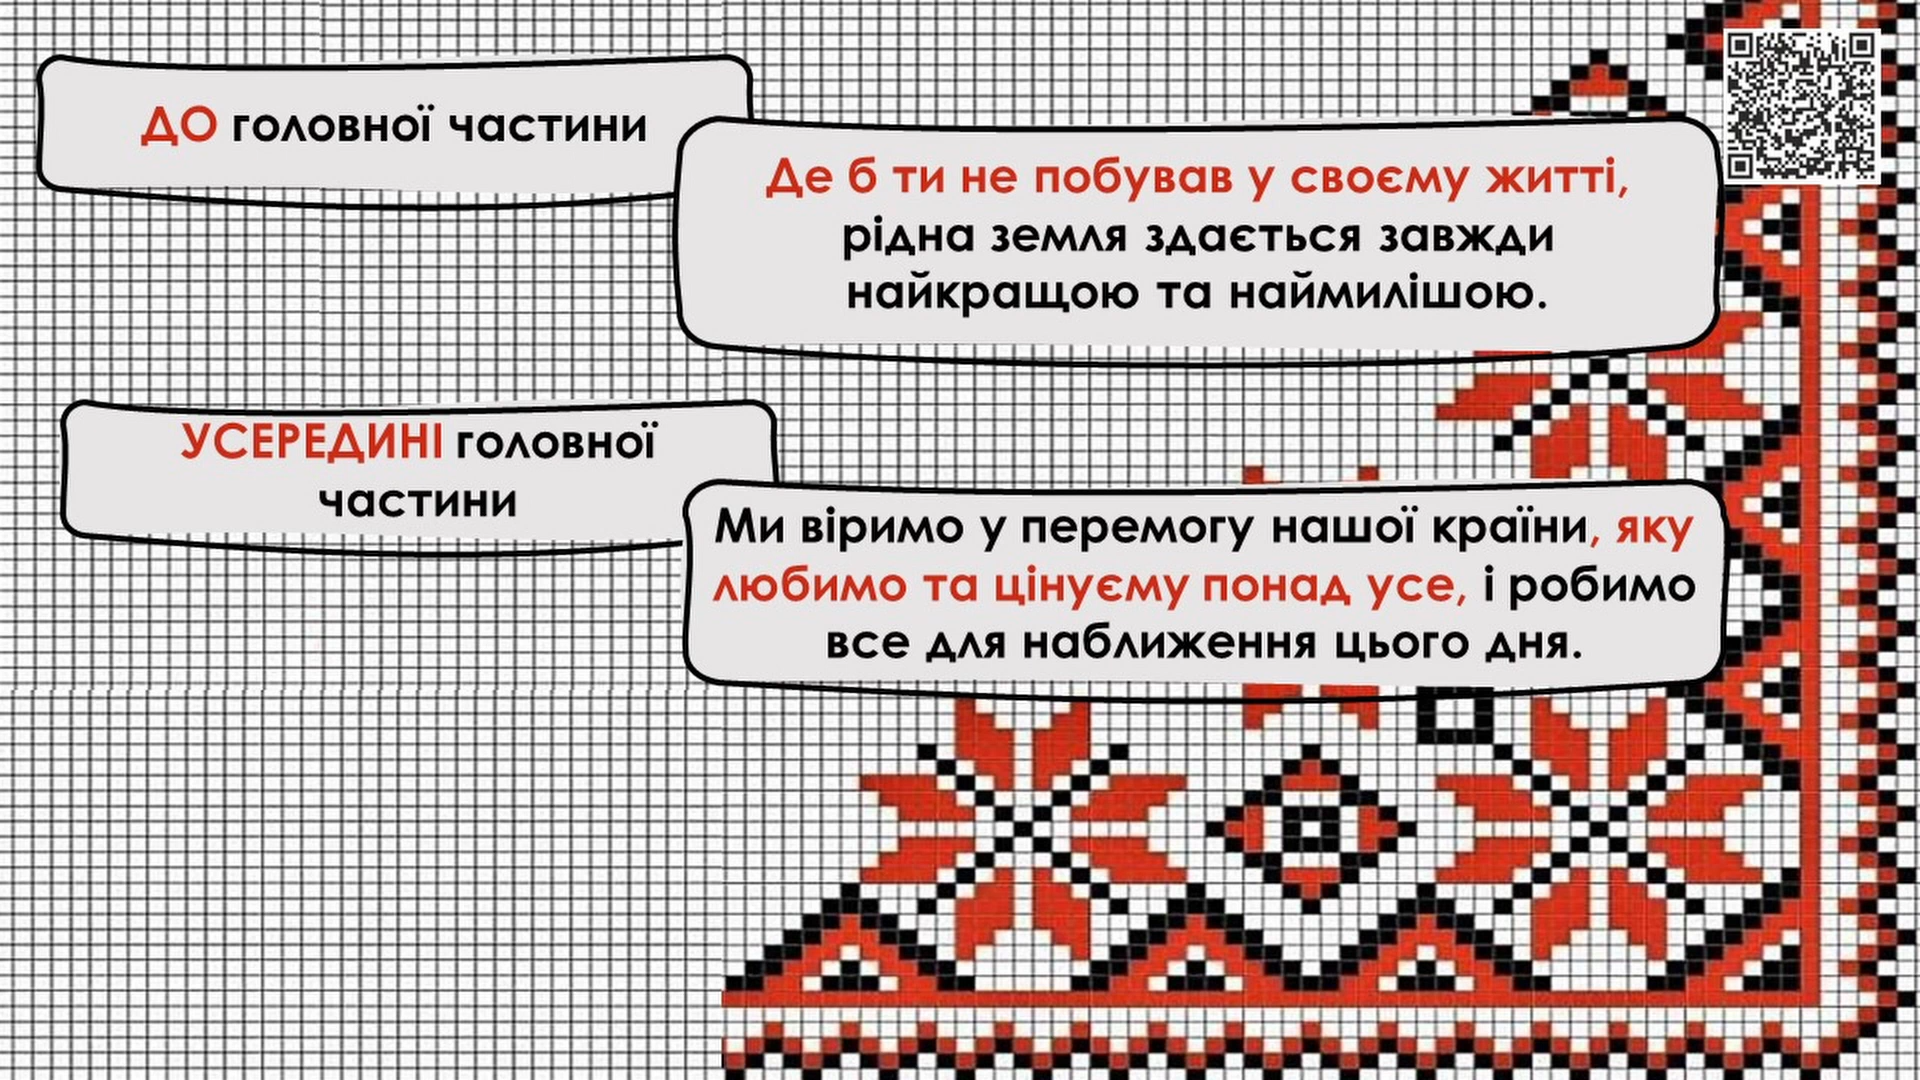 ДО головної частини
Де б ти не побував у своєму житті,
рідна земля здається завжди
найкращою та наймилішою.
УСЕРЕДИНІ головної
частини
Ми віримо у перемогу нашої країни, яку
любимо та цінуєму понад усе, і робимо
все для наближення цього дня.